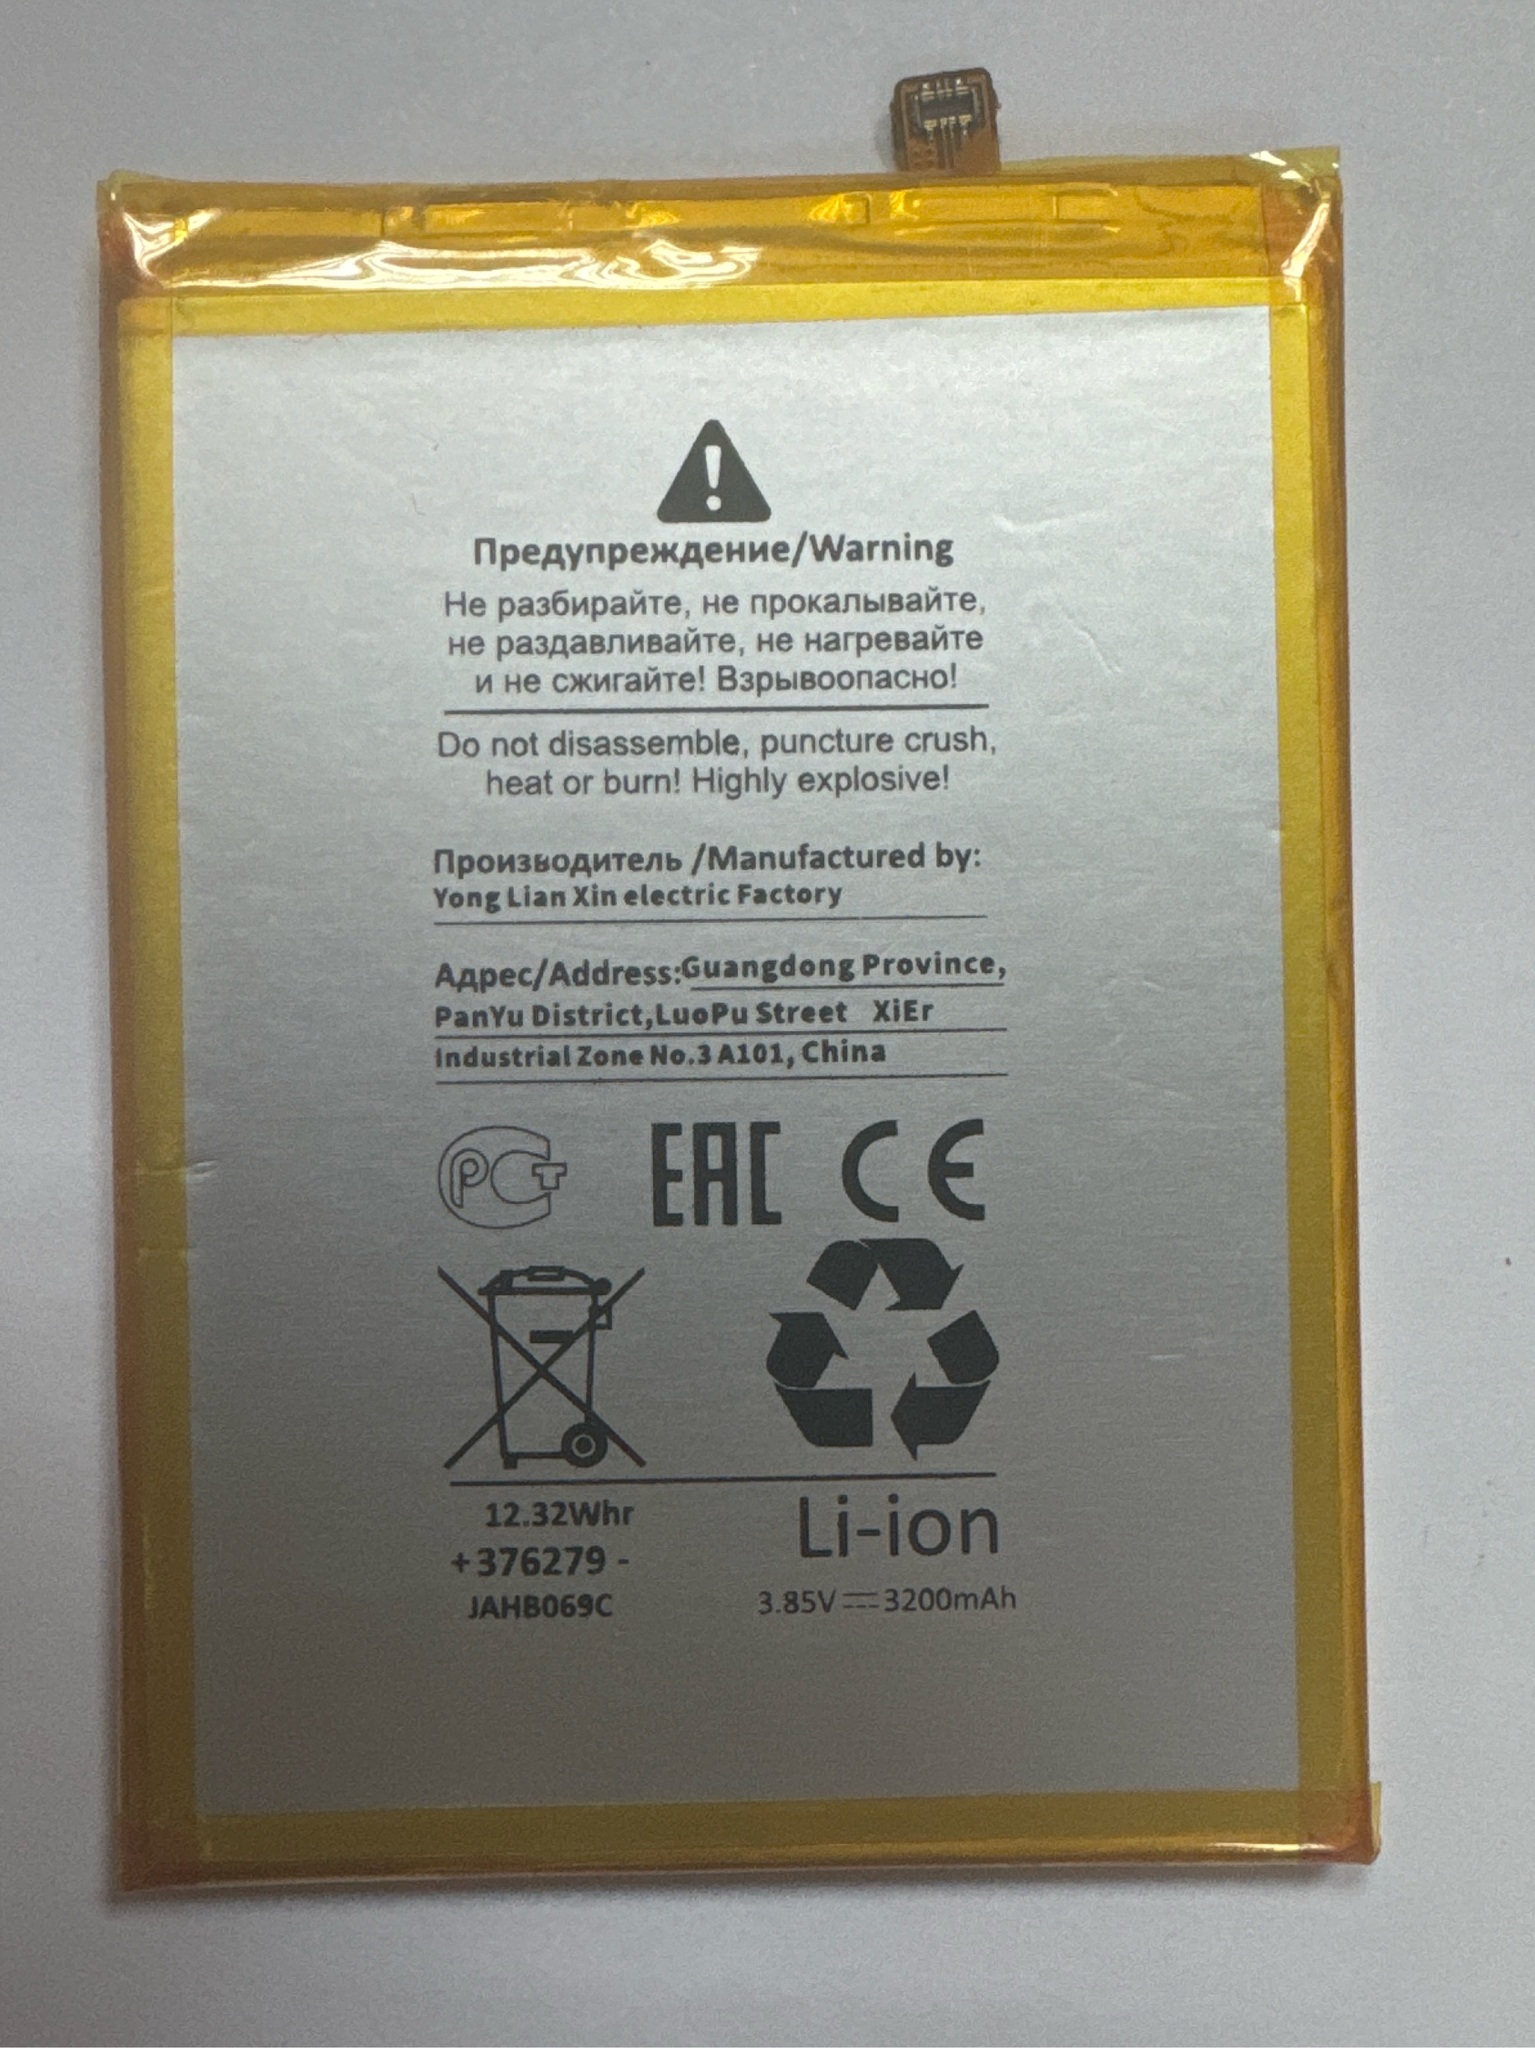 Предупреждение/Warning
Не разбирайте, не прокалывайте,
не раздавливайте, не нагревайте
и не сжигайте! Взрывоопасно!
Do not disassemble, puncture crush,
heat or burn! Highly explosive!
Производитель /Manufactured by:
Yong Lian Xin electric Factory
Адрес/Address:Guangdong Province,
PanYu District,LuoPu Street XiEr
Industrial Zone No.3 A101, China
РСТ EAC CE
12.32Whr
+376279 -
JAHB069C
Li-ion
3.85V⎓3200mAh